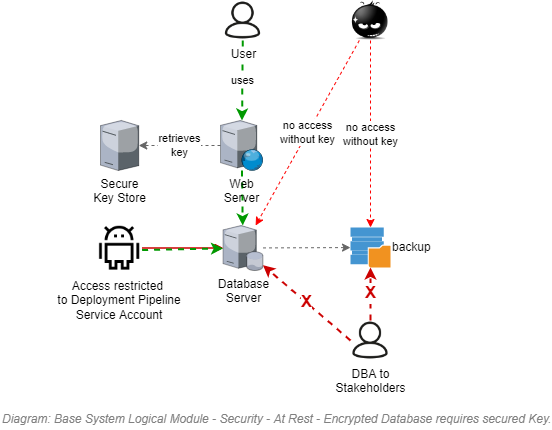 User
uses
no access
without key
no access
without key
retrieves
key
Secure
Key Store
Web
Server
backup
Database
Server
Access restricted
to Deployment Pipeline
Service Account
X
X
DBA to
Stakeholders
Diagram: Base System Logical Module - Security - At Rest - Encrypted Database requires secured Key.